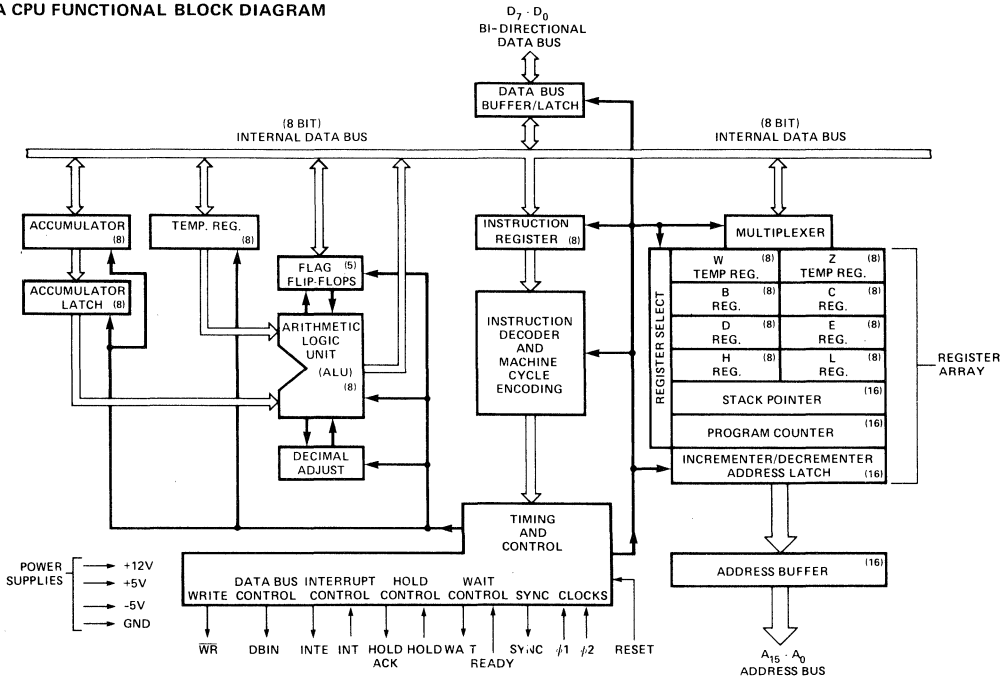 A CPU FUNCTIONAL BLOCK DIAGRAM
D7 - D0
BI-DIRECTIONAL
DATA BUS
DATA BUS
BUFFER/LATCH
(8 BIT)
INTERNAL DATA BUS
(8 BIT)
INTERNAL DATA BUS
ACCUMULATOR
(8)
TEMP. REG.
(8)
INSTRUCTION
REGISTER (8)
MULTIPLEXER
ACCUMULATOR
LATCH (8)
FLAG (5)
FLIP-FLOPS
ARITHMETIC
LOGIC
UNIT
(ALU)
(8)
DECIMAL
ADJUST
INSTRUCTION
DECODER
AND
MACHINE
CYCLE
ENCODING
REGISTER SELECT
W (8)
TEMP REG.
Z (8)
TEMP REG.
B (8)
REG.
C (8)
REG.
D (8)
REG.
E (8)
REG.
H (8)
REG.
L (8)
REG.
STACK POINTER (16)
PROGRAM COUNTER (16)
INCREMENTER/DECREMENTER
ADDRESS LATCH (16)
REGISTER
ARRAY
TIMING
AND
CONTROL
WRITE
DATA BUS
CONTROL
INTERRUPT
CONTROL
HOLD
CONTROL
WAIT
CONTROL
SYNC
CLOCKS
POWER
SUPPLIES
+12V
+5V
-5V
GND
WR
DBIN
INTE
INT
HOLD
ACK
HOLD
WAIT
READY
SYNC
ϕ1
ϕ2
RESET
ADDRESS BUFFER (16)
A15 - A0
ADDRESS BUS